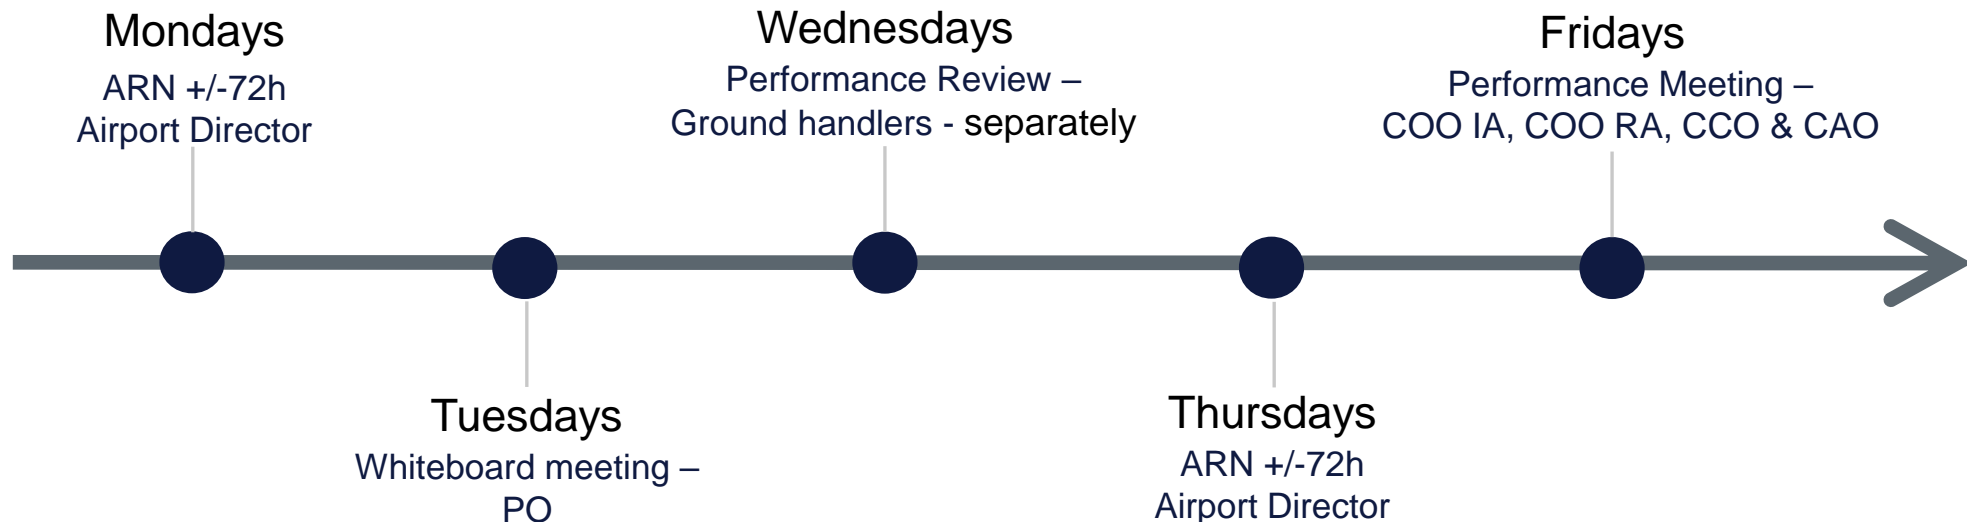 Mondays
ARN +/-72h
Airport Director
Tuesdays
Whiteboard meeting –
PO
Wednesdays
Performance Review –
Ground handlers - separately
Thursdays
ARN +/-72h
Airport Director
Fridays
Performance Meeting –
COO IA, COO RA, CCO & CAO